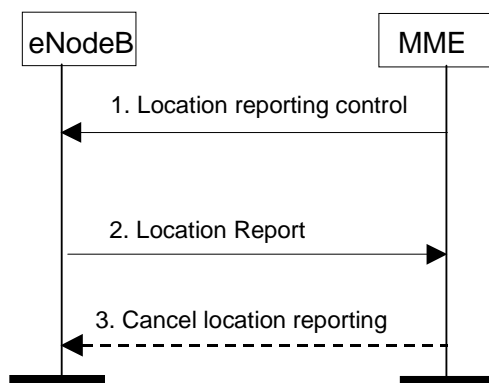 eNodeB
MME
1. Location reporting control
2. Location Report
3. Cancel location reporting